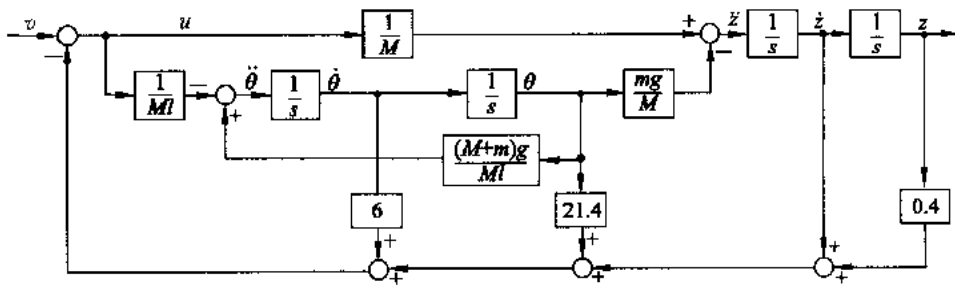 v − u 1/M + − z̈ 1/s ż 1/s z
1/Ml − + θ̈ 1/s θ̇ 1/s θ mg/M
(M+m)g/Ml
6 21.4 0.4
+ + + + + +